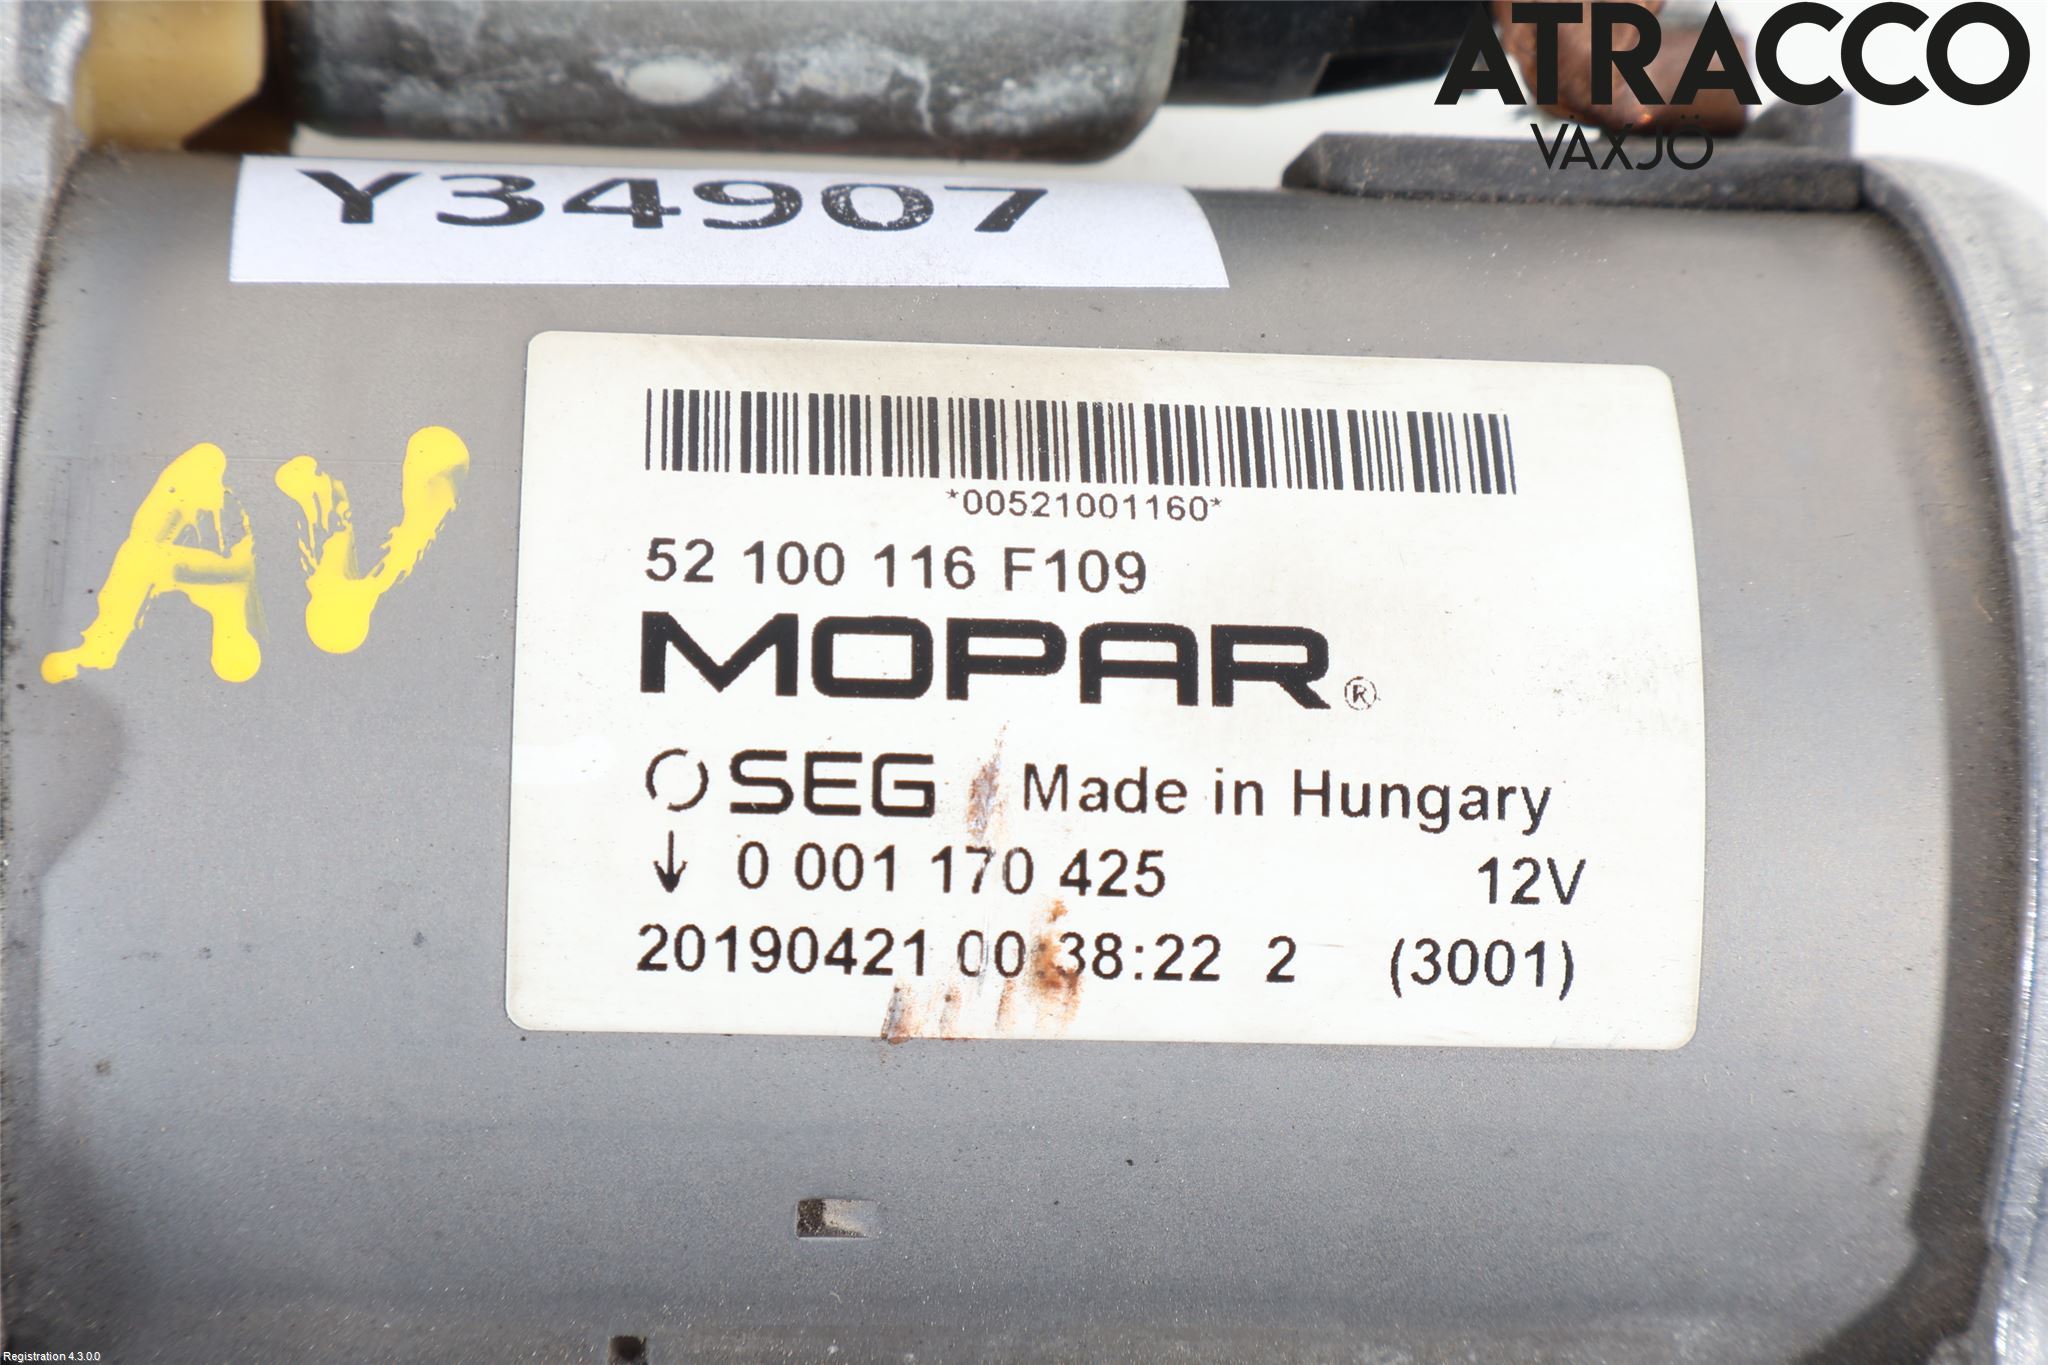 ATRACCO
VÄXJÖ
Y34907
AV
*00521001160*
52 100 116 F109
MOPAR®
SEG Made in Hungary
↓ 0 001 170 425 12V
20190421 00:38:22 2 (3001)
Registration 4.3.0.0